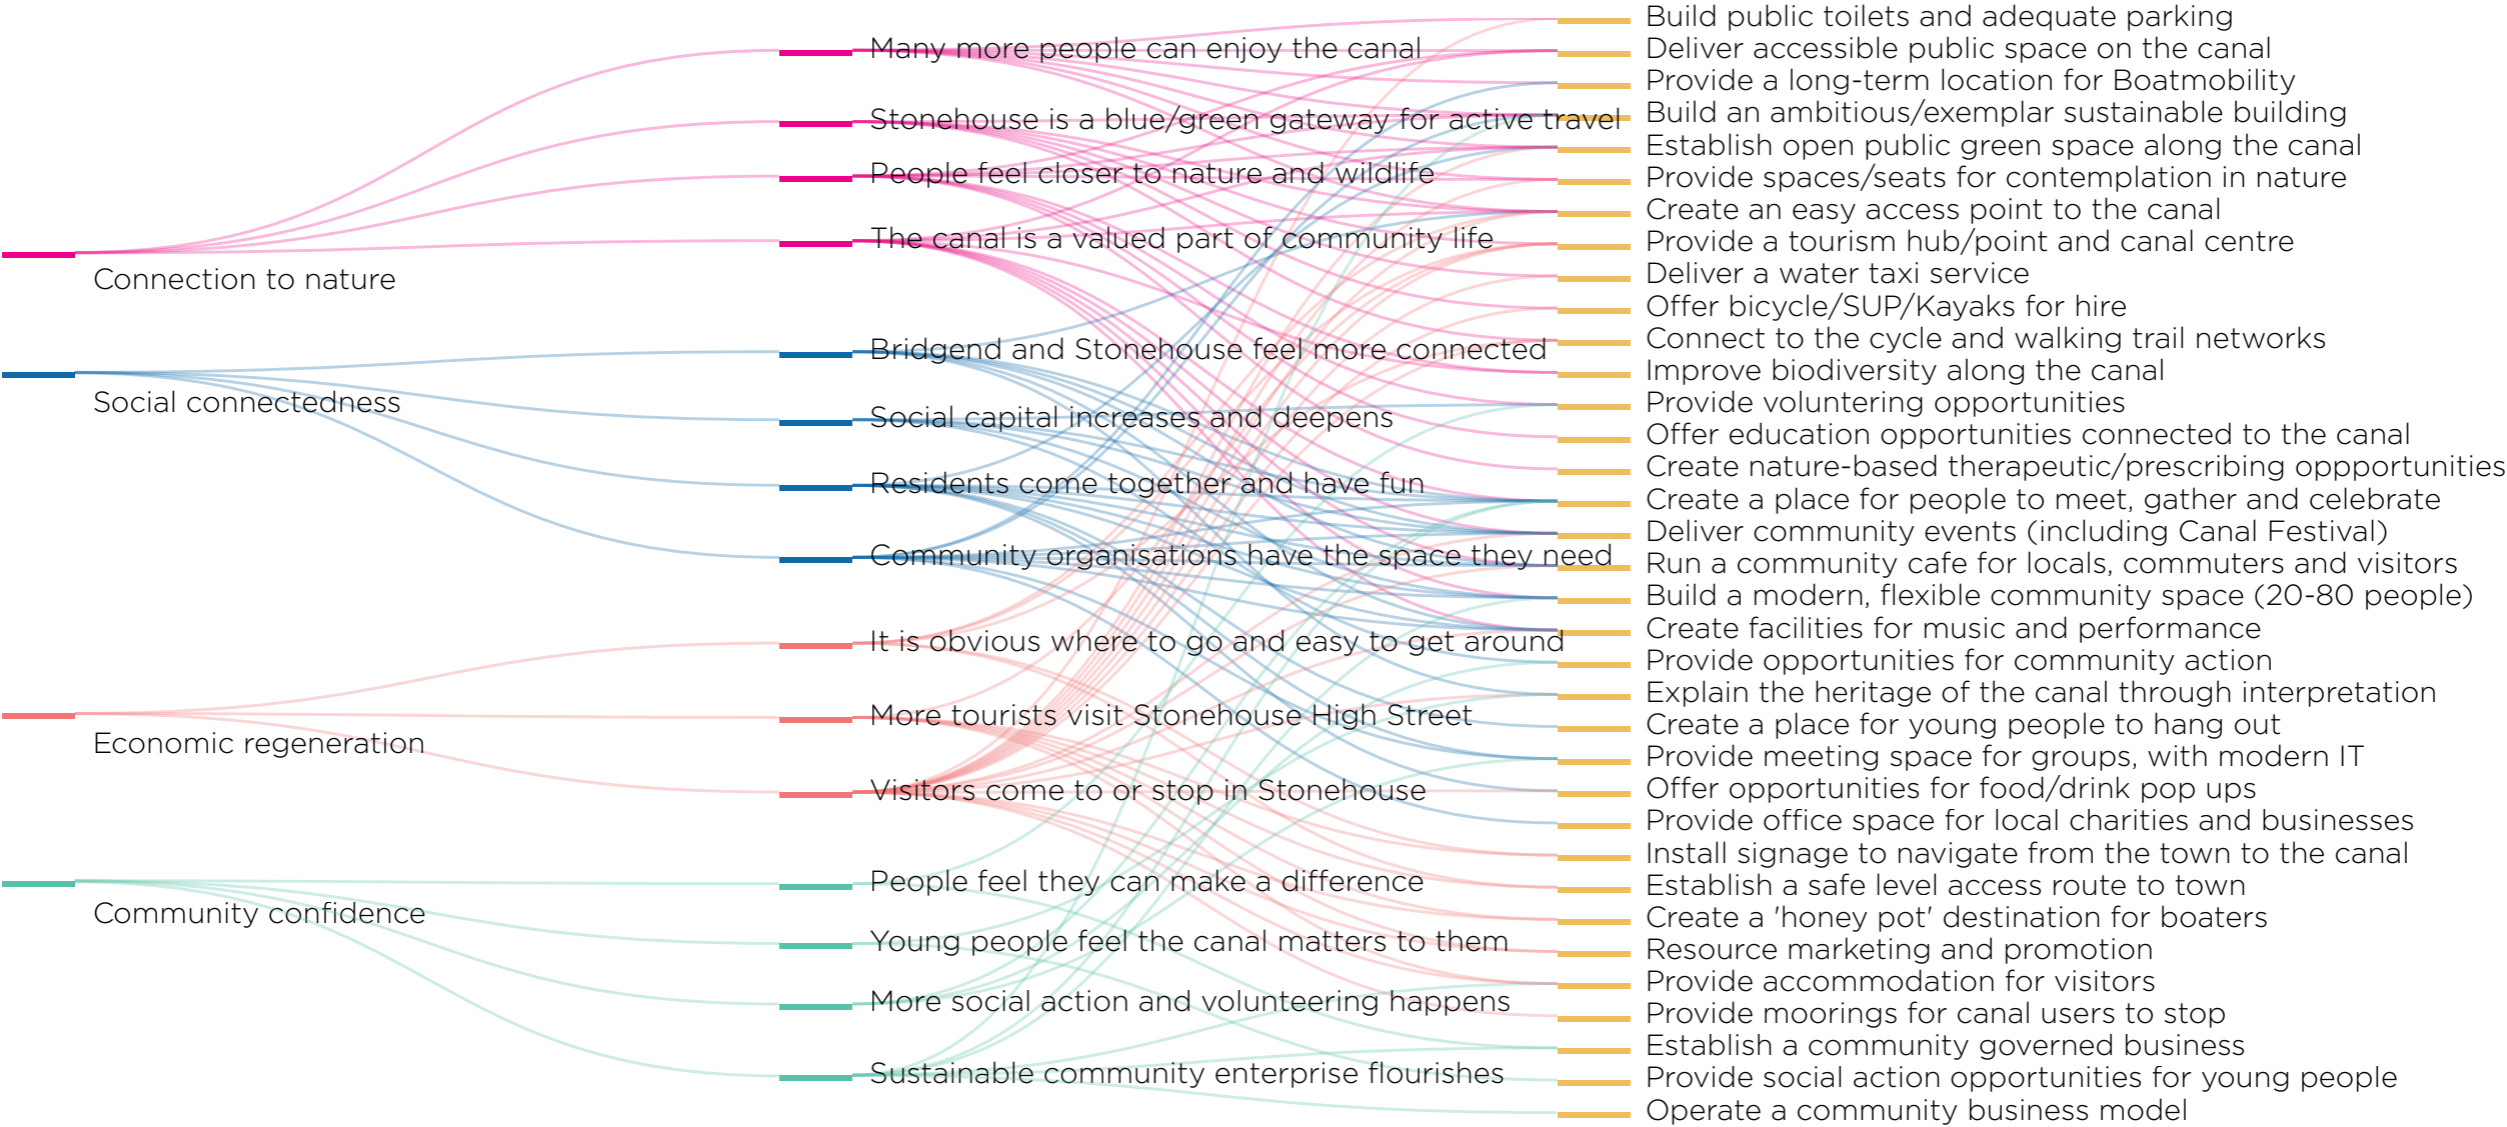 Connection to nature
Social connectedness
Economic regeneration
Community confidence
Many more people can enjoy the canal
Stonehouse is a blue/green gateway for active travel
People feel closer to nature and wildlife
The canal is a valued part of community life
Bridgend and Stonehouse feel more connected
Social capital increases and deepens
Residents come together and have fun
Community organisations have the space they need
It is obvious where to go and easy to get around
More tourists visit Stonehouse High Street
Visitors come to or stop in Stonehouse
People feel they can make a difference
Young people feel the canal matters to them
More social action and volunteering happens
Sustainable community enterprise flourishes
Build public toilets and adequate parking
Deliver accessible public space on the canal
Provide a long-term location for Boatmobility
Build an ambitious/exemplar sustainable building
Establish open public green space along the canal
Provide spaces/seats for contemplation in nature
Create an easy access point to the canal
Provide a tourism hub/point and canal centre
Deliver a water taxi service
Offer bicycle/SUP/Kayaks for hire
Connect to the cycle and walking trail networks
Improve biodiversity along the canal
Provide voluntering opportunities
Offer education opportunities connected to the canal
Create nature-based therapeutic/prescribing oppportunities
Create a place for people to meet, gather and celebrate
Deliver community events (including Canal Festival)
Run a community cafe for locals, commuters and visitors
Build a modern, flexible community space (20-80 people)
Create facilities for music and performance
Provide opportunities for community action
Explain the heritage of the canal through interpretation
Create a place for young people to hang out
Provide meeting space for groups, with modern IT
Offer opportunities for food/drink pop ups
Provide office space for local charities and businesses
Install signage to navigate from the town to the canal
Establish a safe level access route to town
Create a 'honey pot' destination for boaters
Resource marketing and promotion
Provide accommodation for visitors
Provide moorings for canal users to stop
Establish a community governed business
Provide social action opportunities for young people
Operate a community business model